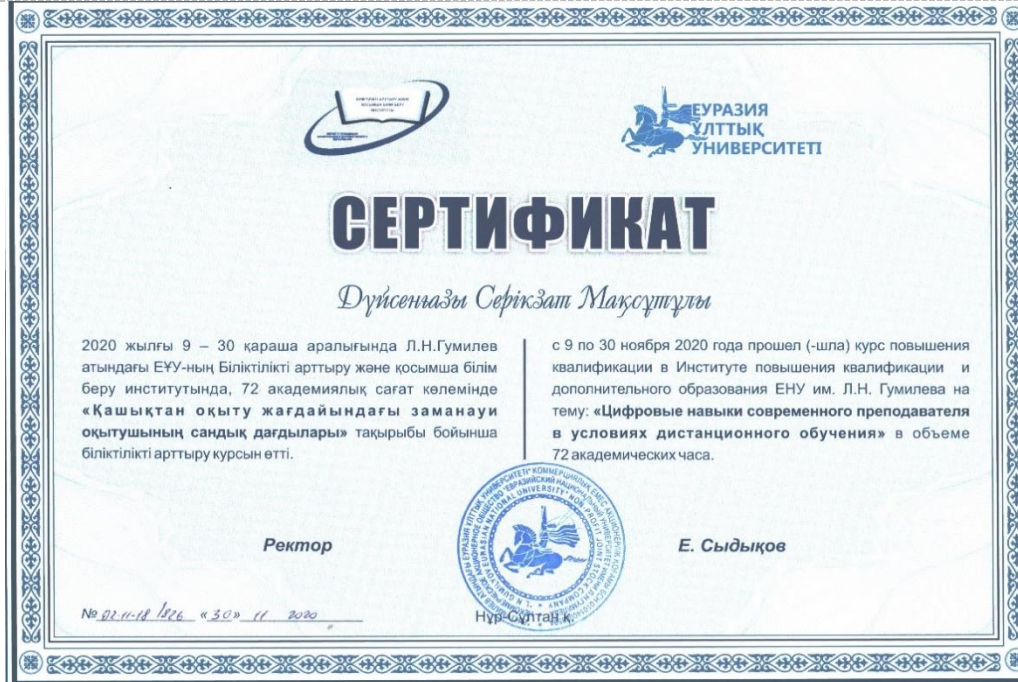 ЕУРАЗИЯ
ҰЛТТЫҚ
УНИВЕРСИТЕТІ
СЕРТИФИКАТ
Дүйсенғазы Серікзат Мақсұтұлы
2020 жылғы 9 – 30 қараша аралығында Л.Н.Гумилев
атындағы ЕҰУ-ның Біліктілікті арттыру және қосымша білім
беру институтында, 72 академиялық сағат көлемінде
«Қашықтан оқыту жағдайындағы заманауи
оқытушының сандық дағдылары» тақырыбы бойынша
біліктілікті арттыру курсын өтті.
с 9 по 30 ноября 2020 года прошел (-шла) курс повышения
квалификации в Институте повышения квалификации и
дополнительного образования ЕНУ им. Л.Н. Гумилева на
тему: «Цифровые навыки современного преподавателя
в условиях дистанционного обучения» в объеме
72 академических часа.
Ректор
Е. Сыдықов
№ 02-11-18/826 «30» 11 2020
Нұр-Сұлтан қ.